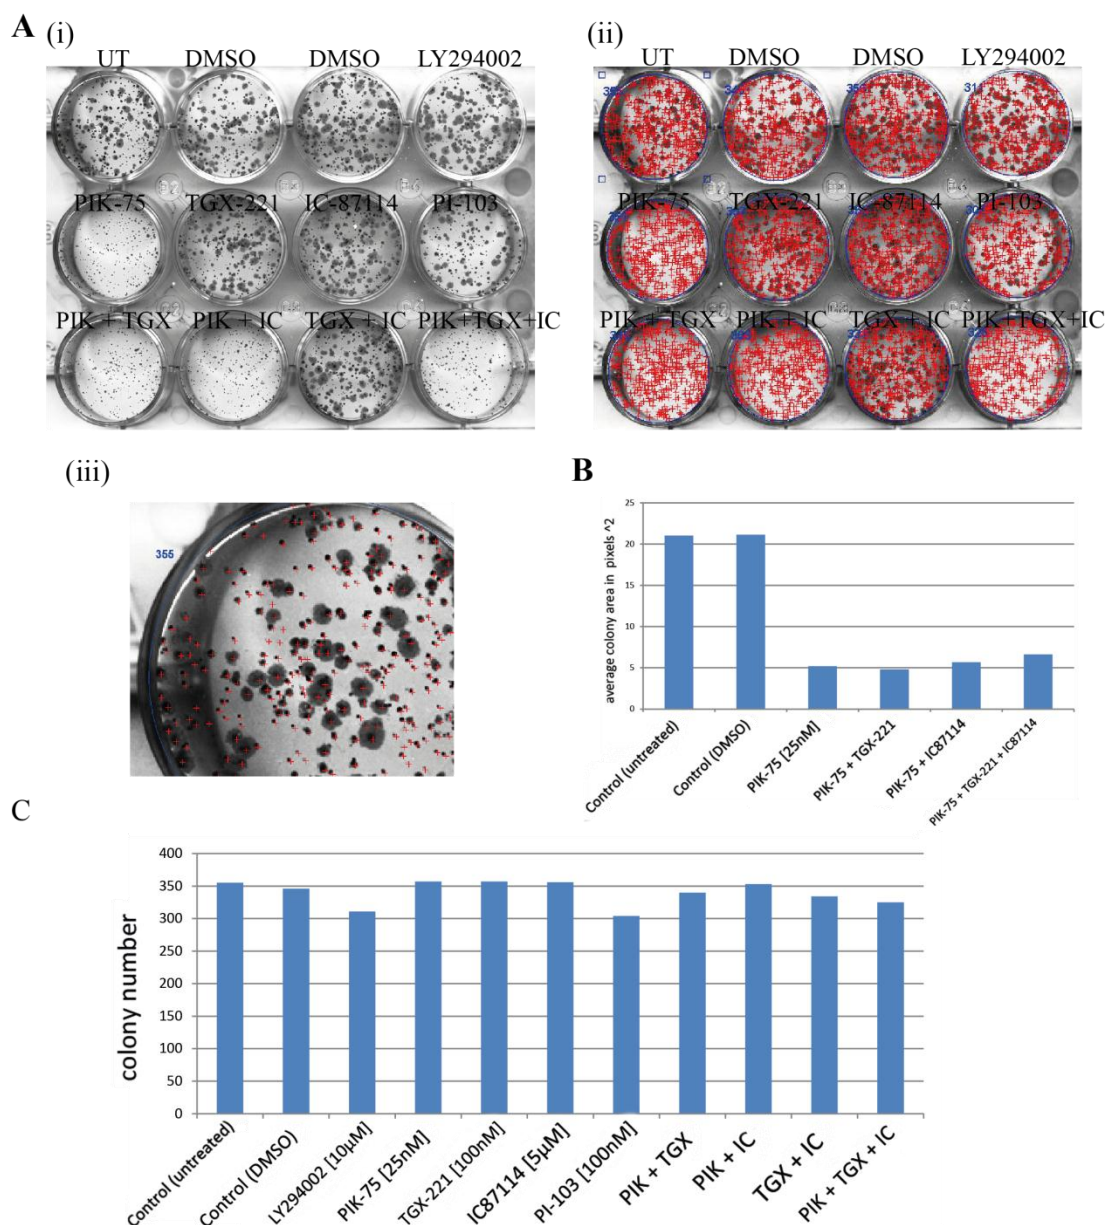 A (i)
UT DMSO DMSO LY294002
PIK-75 TGX-221 IC-87114 PI-103
PIK + TGX PIK + IC TGX + IC PIK+TGX+IC
(ii)
UT DMSO DMSO LY294002
PIK-75 TGX-221 IC-87114 PI-103
PIK + TGX PIK + IC TGX + IC PIK+TGX+IC
(iii)
355
B
average colony area in pixels ^2
25
20
15
10
5
0
Control (untreated)
Control (DMSO)
PIK-75 [25nM]
PIK-75 + TGX-221
PIK-75 + IC87114
PIK-75 + TGX-221 + IC87114
C
colony number
400
350
300
250
200
150
100
50
0
Control (untreated)
Control (DMSO)
LY294002 [10μM]
PIK-75 [25nM]
TGX-221 [100nM]
IC87114 [5μM]
PI-103 [100nM]
PIK + TGX
PIK + IC
TGX + IC
PIK + TGX + IC